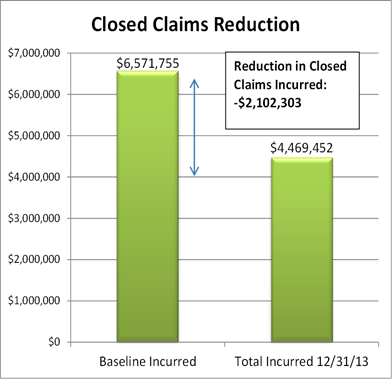 Closed Claims Reduction
$7,000,000
$6,000,000
$5,000,000
$4,000,000
$3,000,000
$2,000,000
$1,000,000
$0
$6,571,755
Reduction in Closed
Claims Incurred:
-$2,102,303
$4,469,452
Baseline Incurred
Total Incurred 12/31/13